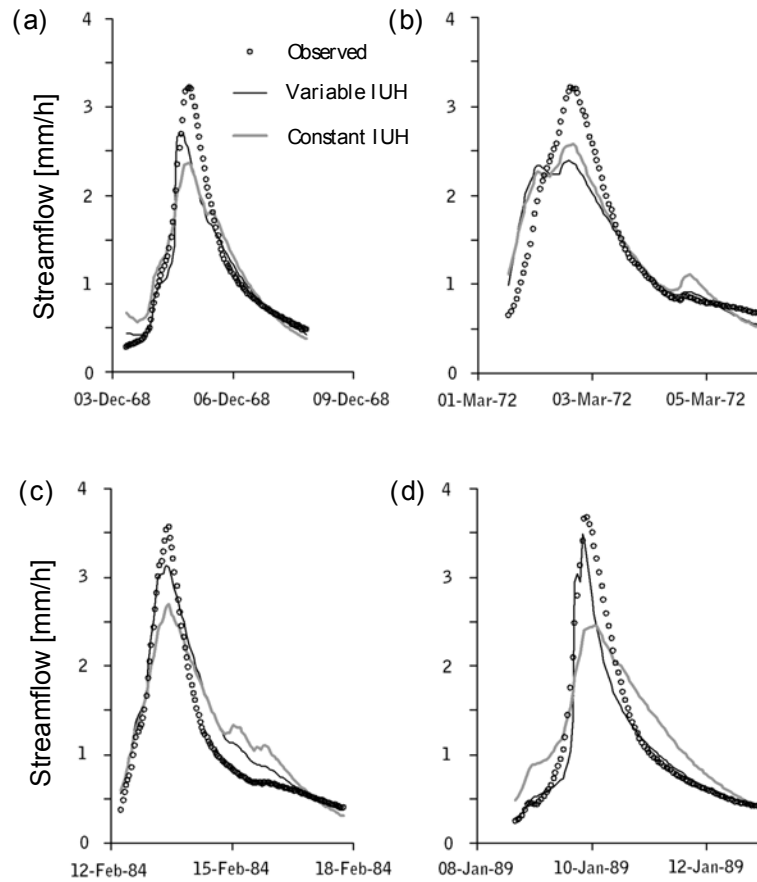 (a)
4
3
2
1
0
Streamflow [mm/h]
Observed
Variable IUH
Constant IUH
03-Dec-68 06-Dec-68 09-Dec-68
(b)
4
3
2
1
0
01-Mar-72 03-Mar-72 05-Mar-72
(c)
4
3
2
1
0
Streamflow [mm/h]
12-Feb-84 15-Feb-84 18-Feb-84
(d)
4
3
2
1
0
08-Jan-89 10-Jan-89 12-Jan-89